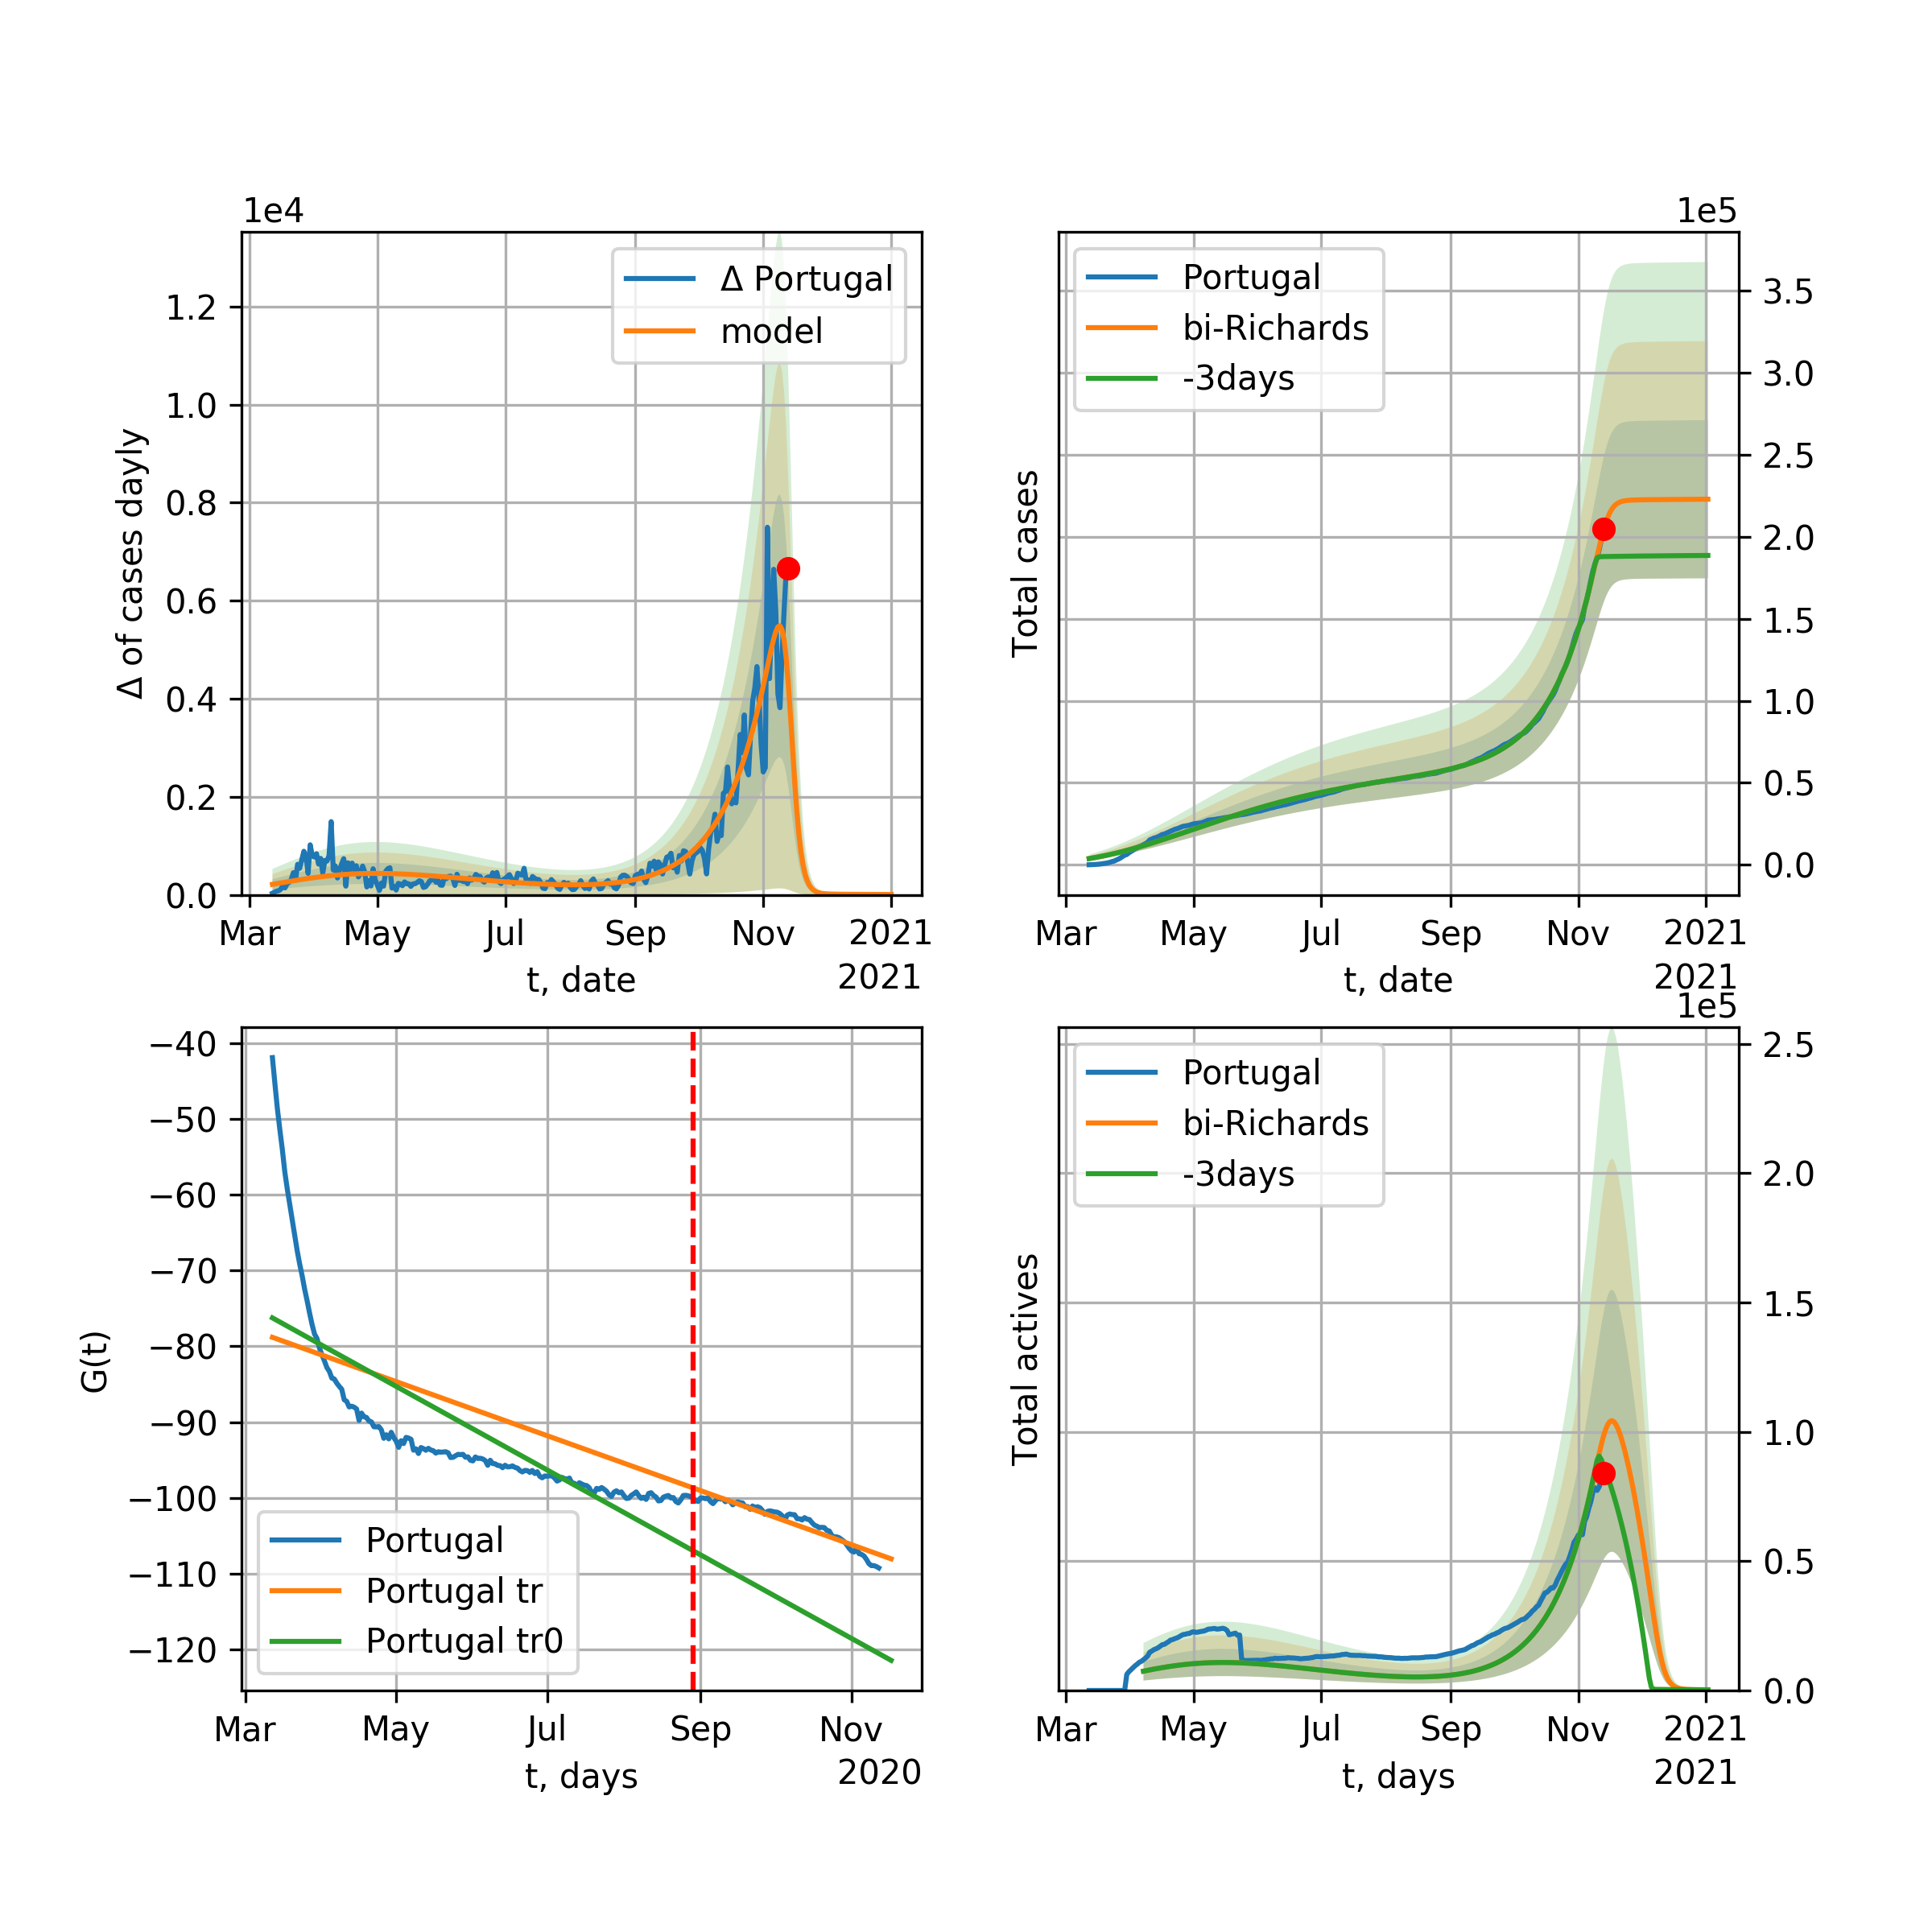 1e4
Δ of cases dayly
1.2
1.0
0.8
0.6
0.4
0.2
0.0
Δ Portugal
model
Mar May Jul Sep Nov 2021
t, date 2021
1e5
Total cases
Portugal
bi-Richards
-3days
3.5
3.0
2.5
2.0
1.5
1.0
0.5
0.0
Mar May Jul Sep Nov 2021
t, date 2021
G(t)
−40
−50
−60
−70
−80
−90
−100
−110
−120
Portugal
Portugal tr
Portugal tr0
Mar May Jul Sep Nov
t, days 2020
1e5
Total actives
Portugal
bi-Richards
-3days
2.5
2.0
1.5
1.0
0.5
0.0
Mar May Jul Sep Nov 2021
t, days 2021